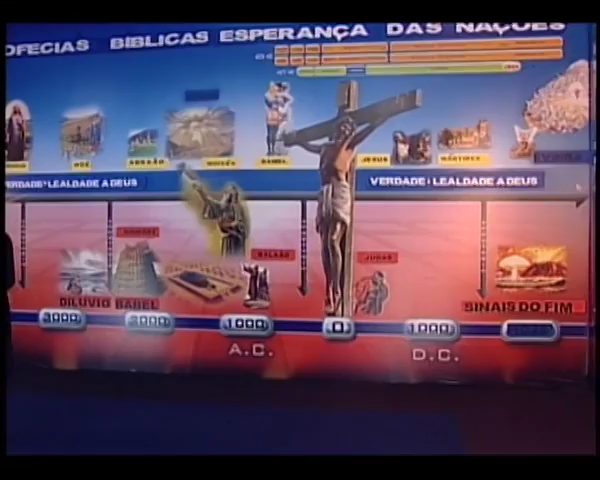 OFECIAS BÍBLICAS ESPERANÇA DAS NAÇÕES
NOÉ
ABRAÃO
MOISÉS
JESUS
MÁRTIRES
VERDADE: LEALDADE A DEUS
VERDADE: LEALDADE A DEUS
BALAÃO
JUDAS
DILÚVIO BABEL
SINAIS DO FIM
3000
2000
1000
0
1000
A.C.
D.C.